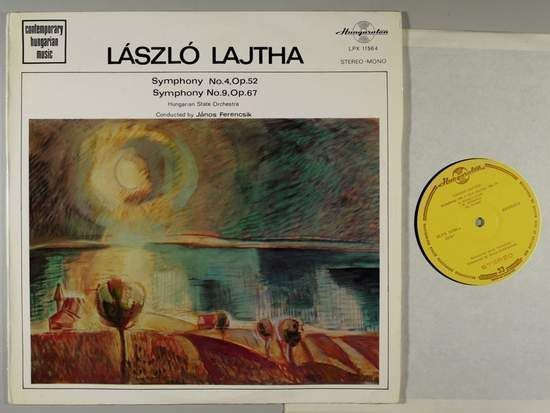 contemporary
hungarian
music
Hungaroton
LPX 11564
STEREO-MONO
LÁSZLÓ LAJTHA
Symphony No.4,Op.52
Symphony No.9,Op.67
Hungarian State Orchestra
Conducted by János Ferencsik
Hungaroton
STEREO
33